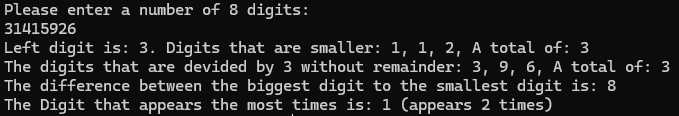 Please enter a number of 8 digits:
31415926
Left digit is: 3. Digits that are smaller: 1, 1, 2, A total of: 3
The digits that are devided by 3 without remainder: 3, 9, 6, A total of: 3
The difference between the biggest digit to the smallest digit is: 8
The Digit that appears the most times is: 1 (appears 2 times)